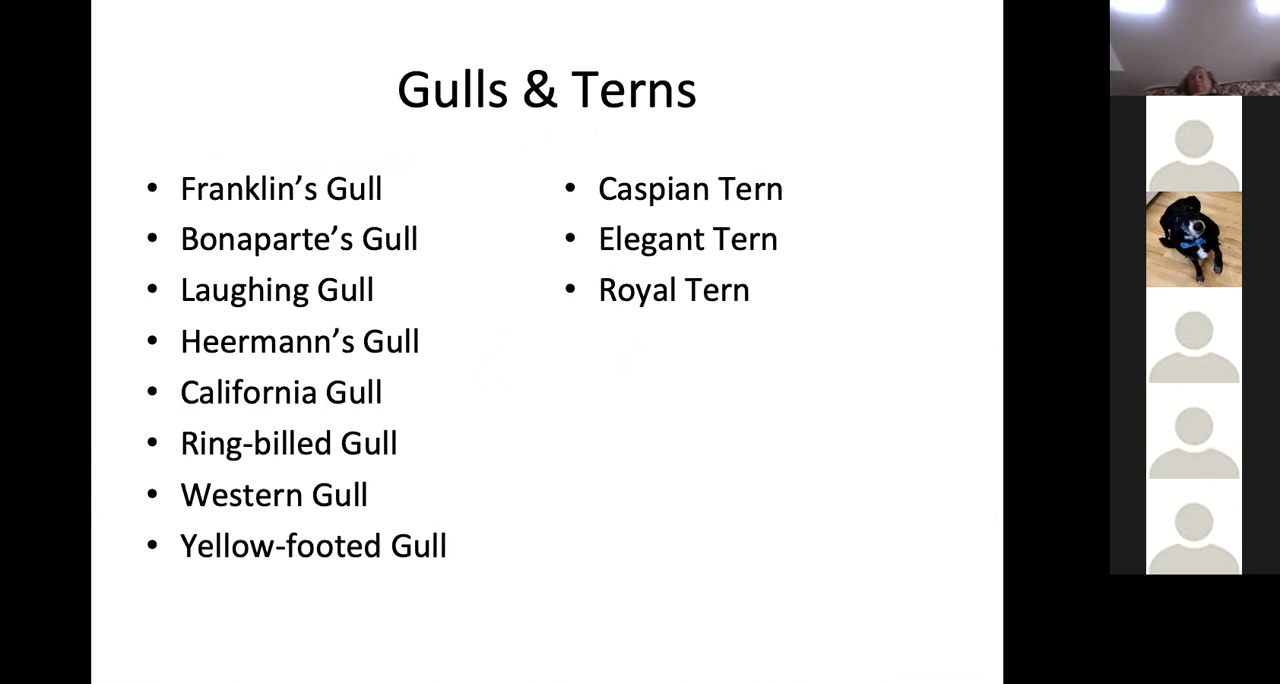 Gulls & Terns
• Franklin’s Gull
• Bonaparte’s Gull
• Laughing Gull
• Heermann’s Gull
• California Gull
• Ring-billed Gull
• Western Gull
• Yellow-footed Gull
• Caspian Tern
• Elegant Tern
• Royal Tern